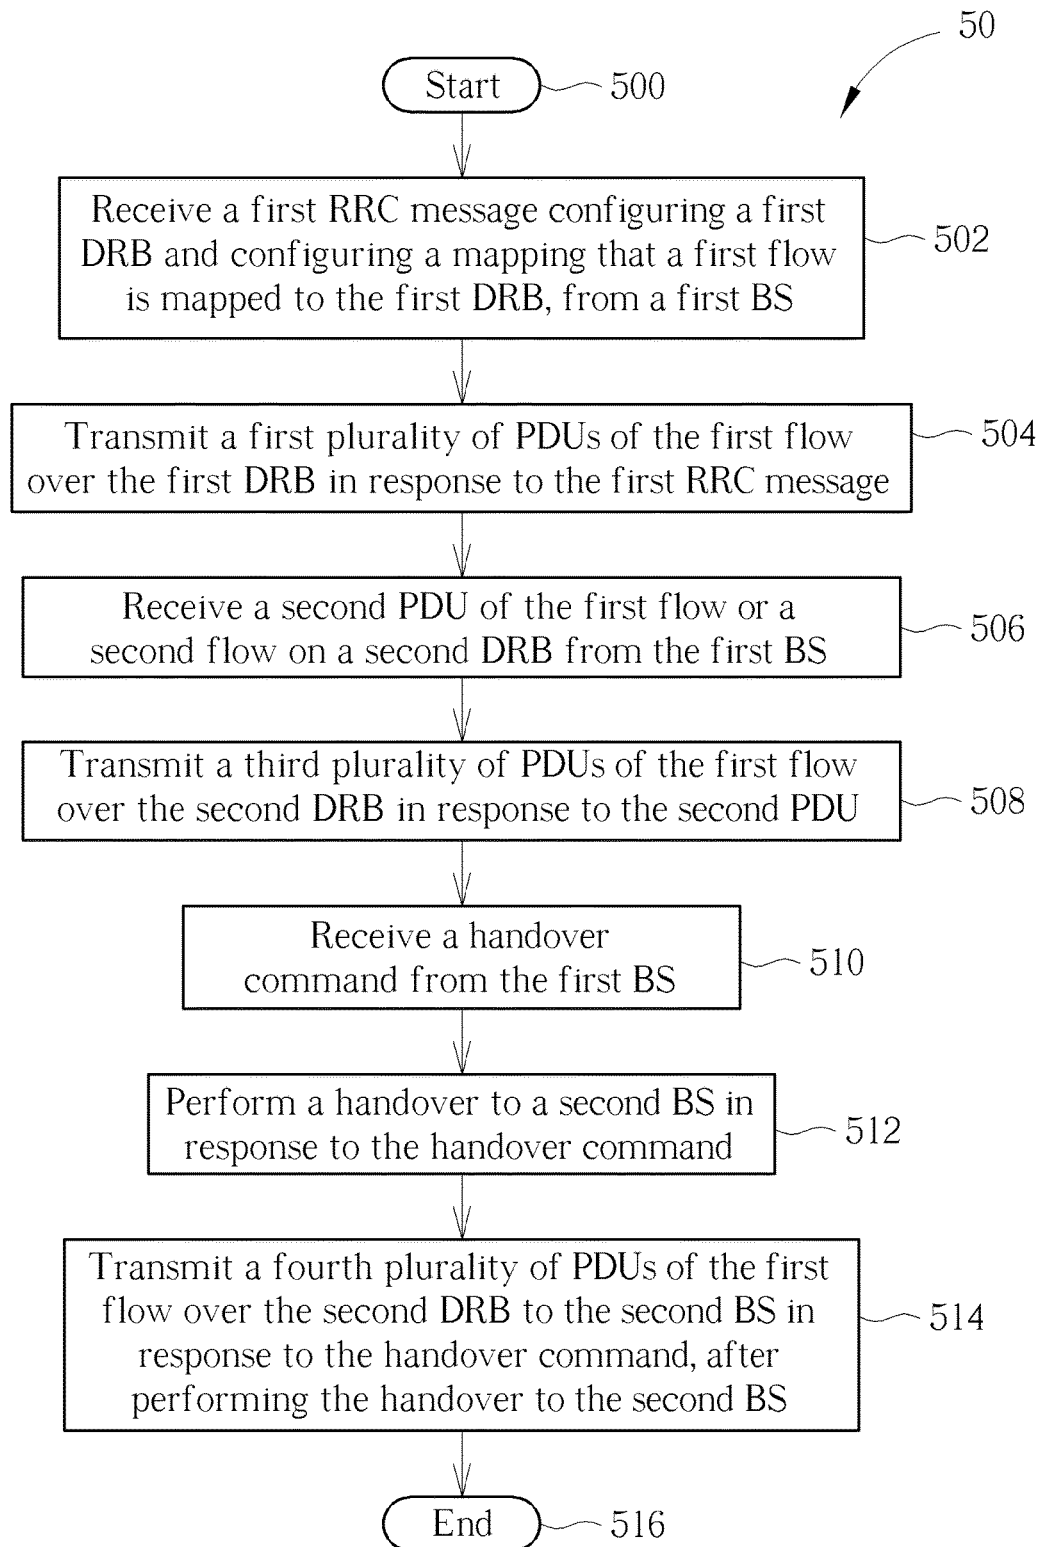 50
Start
500
Receive a first RRC message configuring a first
DRB and configuring a mapping that a first flow
is mapped to the first DRB, from a first BS
502
Transmit a first plurality of PDUs of the first flow
over the first DRB in response to the first RRC message
504
Receive a second PDU of the first flow or a
second flow on a second DRB from the first BS
506
Transmit a third plurality of PDUs of the first flow
over the second DRB in response to the second PDU
508
Receive a handover
command from the first BS
510
Perform a handover to a second BS in
response to the handover command
512
Transmit a fourth plurality of PDUs of the first
flow over the second DRB to the second BS in
response to the handover command, after
performing the handover to the second BS
514
End
516